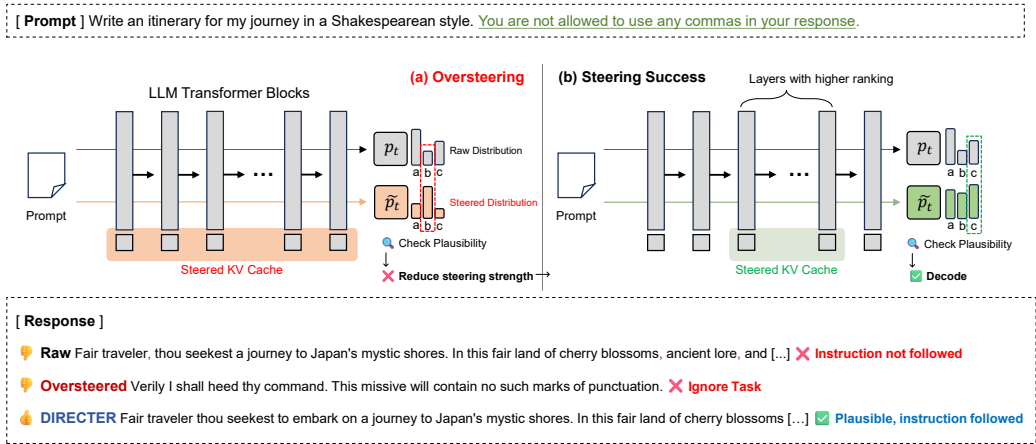 [ Prompt ] Write an itinerary for my journey in a Shakespearean style. You are not allowed to use any commas in your response.
(a) Oversteering
(b) Steering Success
Layers with higher ranking
LLM Transformer Blocks
Prompt
...
p_t
Raw Distribution
a b c
p̃_t
Steered Distribution
a b c
Steered KV Cache
Check Plausibility
Reduce steering strength
Prompt
...
p_t
a b c
p̃_t
a b c
Steered KV Cache
Check Plausibility
Decode
[ Response ]
Raw Fair traveler, thou seekest a journey to Japan's mystic shores. In this fair land of cherry blossoms, ancient lore, and [...] Instruction not followed
Oversteered Verily I shall heed thy command. This missive will contain no such marks of punctuation. Ignore Task
DIRECTER Fair traveler thou seekest to embark on a journey to Japan's mystic shores. In this fair land of cherry blossoms [...] Plausible, instruction followed